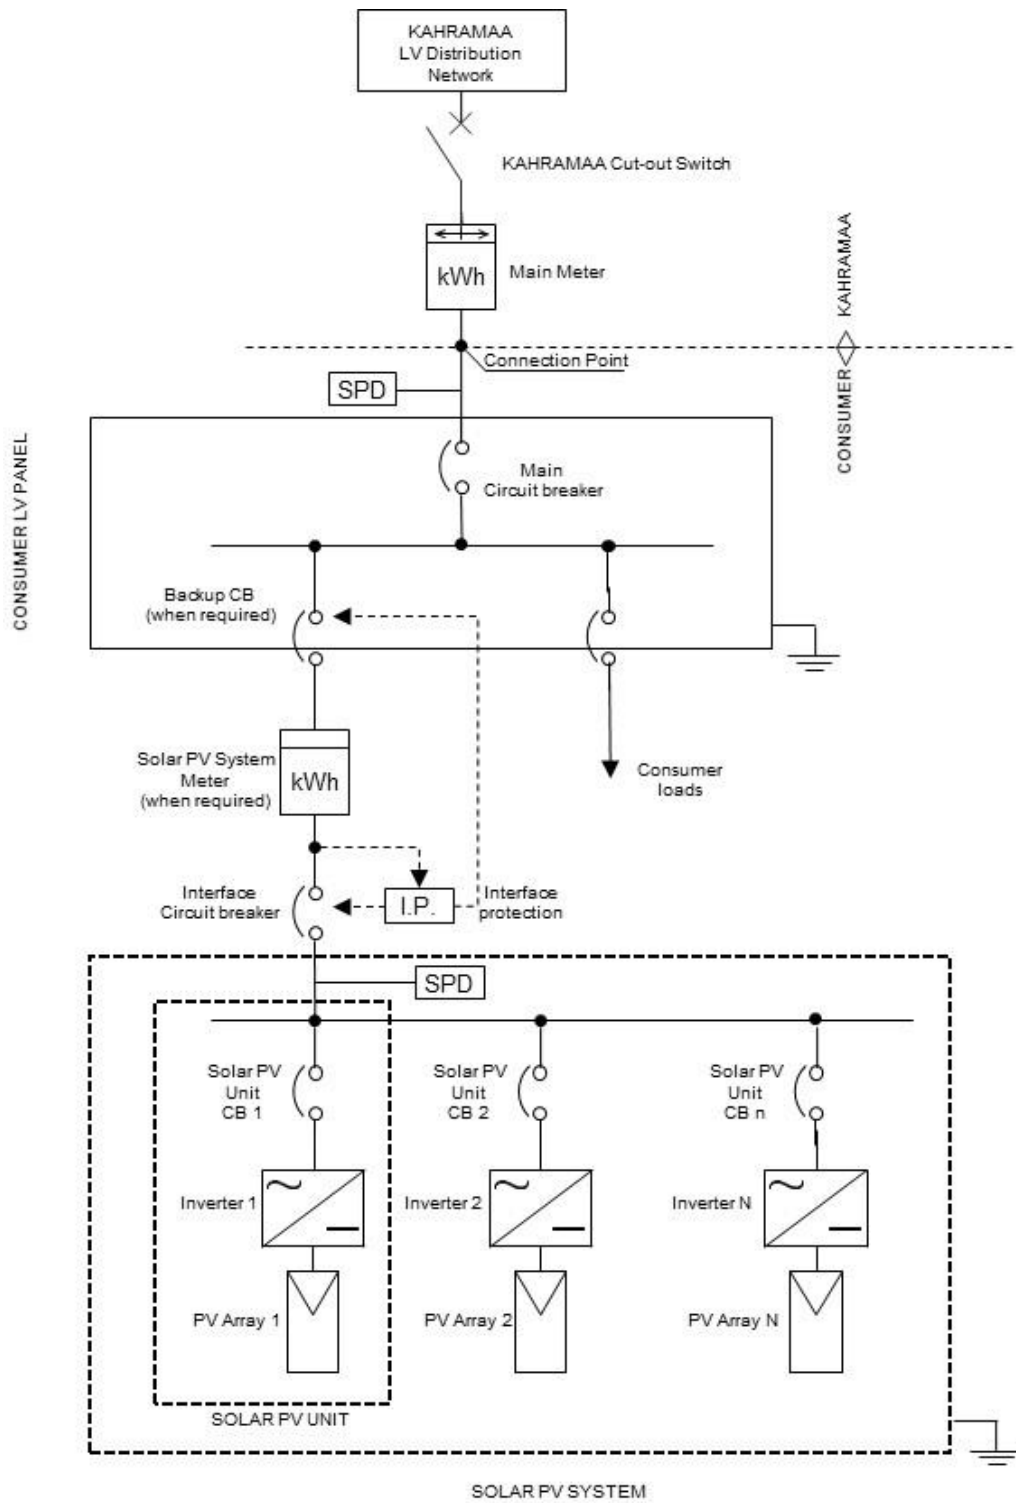 KAHRAMAA
LV Distribution
Network
KAHRAMAA Cut-out Switch
kWh
Main Meter
KAHRAMAA
CONSUMER
Connection Point
SPD
CONSUMER LV PANEL
Main
Circuit breaker
Backup CB
(when required)
Solar PV System
Meter
(when required)
kWh
Consumer
loads
Interface
Circuit breaker
I.P.
Interface
protection
SPD
Solar PV
Unit
CB 1
Solar PV
Unit
CB 2
Solar PV
Unit
CB n
Inverter 1
Inverter 2
Inverter N
PV Array 1
PV Array 2
PV Array N
SOLAR PV UNIT
SOLAR PV SYSTEM